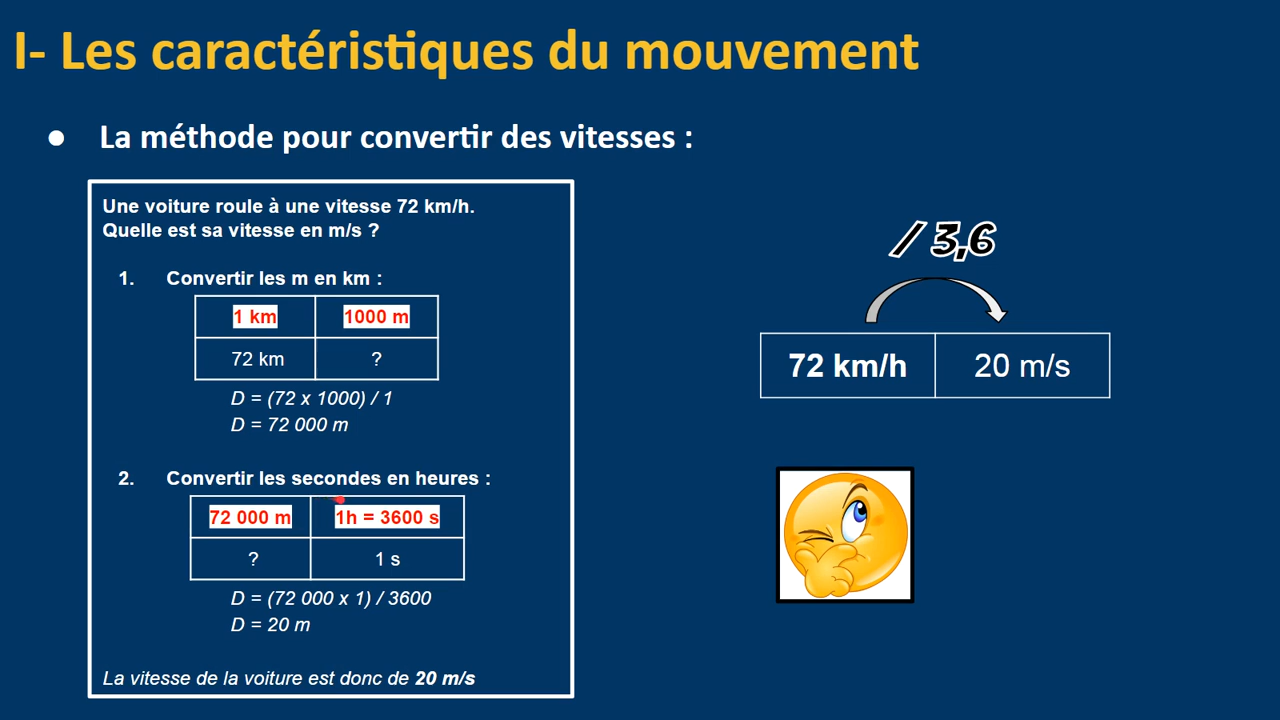 I- Les caractéristiques du mouvement
● La méthode pour convertir des vitesses :
Une voiture roule à une vitesse 72 km/h.
Quelle est sa vitesse en m/s ?
1. Convertir les m en km :
1 km 1000 m
72 km ?
D = (72 x 1000) / 1
D = 72 000 m
2. Convertir les secondes en heures :
72 000 m 1h = 3600 s
? 1 s
D = (72 000 x 1) / 3600
D = 20 m
La vitesse de la voiture est donc de 20 m/s
/ 3,6
72 km/h 20 m/s